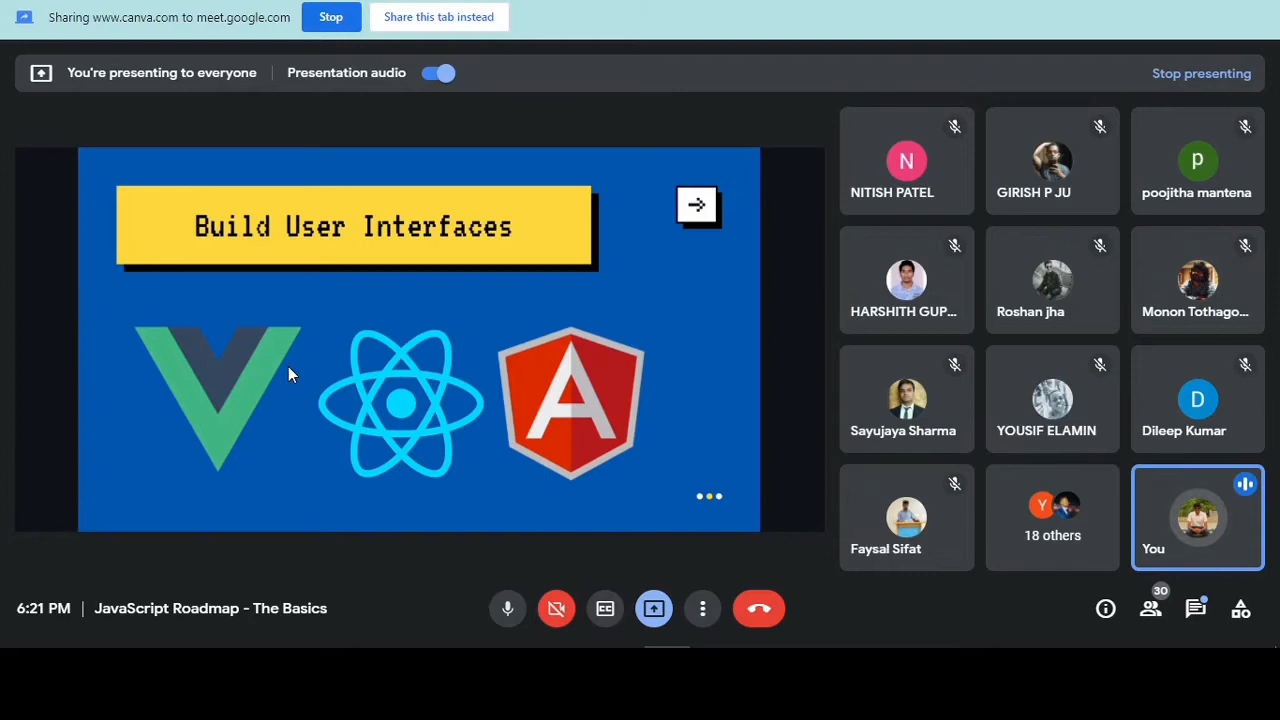 Sharing www.canva.com to meet.google.com
Stop
Share this tab instead
You're presenting to everyone
Presentation audio
Stop presenting
Build User Interfaces
A
N
NITISH PATEL
GIRISH P JU
p
poojitha mantena
HARSHITH GUP...
Roshan jha
Monon Tothago...
Sayujaya Sharma
YOUSIF ELAMIN
D
Dileep Kumar
Faysal Sifat
Y
18 others
You
6:21 PM
JavaScript Roadmap - The Basics
CC
30